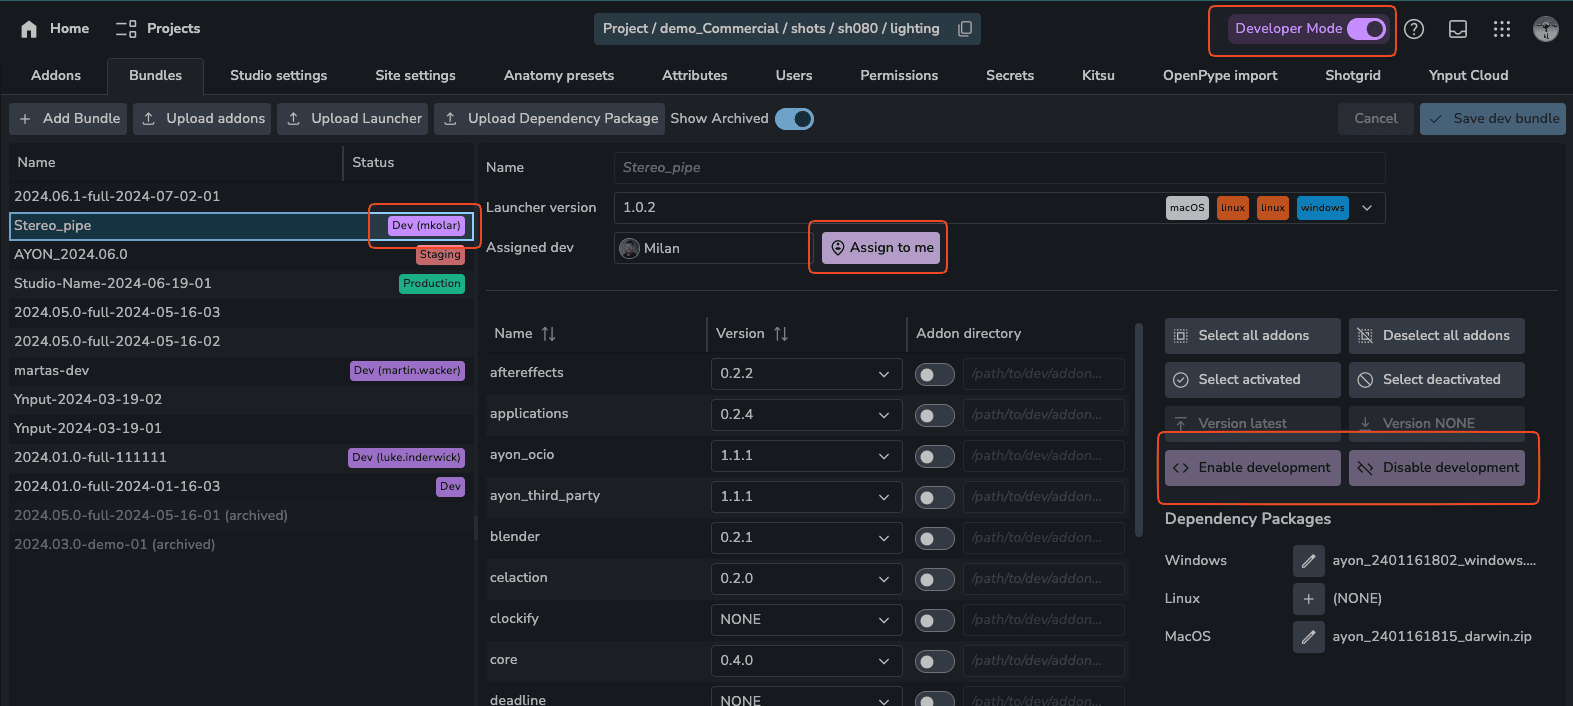 Home
Projects
Project / demo_Commercial / shots / sh080 / lighting
Developer Mode
Addons
Bundles
Studio settings
Site settings
Anatomy presets
Attributes
Users
Permissions
Secrets
Kitsu
OpenPype import
Shotgrid
Ynput Cloud
Add Bundle
Upload addons
Upload Launcher
Upload Dependency Package
Show Archived
Cancel
Save dev bundle
Name
Status
2024.06.1-full-2024-07-02-01
Stereo_pipe
Dev (mkolar)
AYON_2024.06.0
Staging
Studio-Name-2024-06-19-01
Production
2024.05.0-full-2024-05-16-03
2024.05.0-full-2024-05-16-02
martas-dev
Dev (martin.wacker)
Ynput-2024-03-19-02
Ynput-2024-03-19-01
2024.01.0-full-111111
Dev (luke.inderwick)
2024.01.0-full-2024-01-16-03
Dev
2024.05.0-full-2024-05-16-01 (archived)
2024.03.0-demo-01 (archived)
Name
Stereo_pipe
Launcher version
1.0.2
macOS
linux
linux
windows
Assigned dev
Milan
Assign to me
Name
Version
Addon directory
aftereffects
0.2.2
/path/to/dev/addon...
applications
0.2.4
/path/to/dev/addon...
ayon_ocio
1.1.1
/path/to/dev/addon...
ayon_third_party
1.1.1
/path/to/dev/addon...
blender
0.2.1
/path/to/dev/addon...
celaction
0.2.0
/path/to/dev/addon...
clockify
NONE
/path/to/dev/addon...
core
0.4.0
/path/to/dev/addon...
deadline
NONE
/path/to/dev/addon...
Select all addons
Deselect all addons
Select activated
Select deactivated
Version latest
Version NONE
Enable development
Disable development
Dependency Packages
Windows
ayon_2401161802_windows....
Linux
(NONE)
MacOS
ayon_2401161815_darwin.zip